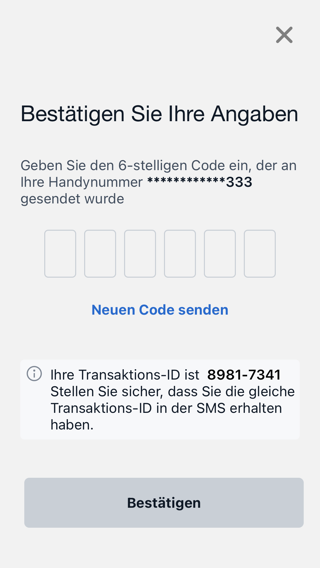 Bestätigen Sie Ihre Angaben
Geben Sie den 6-stelligen Code ein, der an
Ihre Handynummer ************333
gesendet wurde
Neuen Code senden
Ihre Transaktions-ID ist 8981-7341
Stellen Sie sicher, dass Sie die gleiche
Transaktions-ID in der SMS erhalten
haben.
Bestätigen